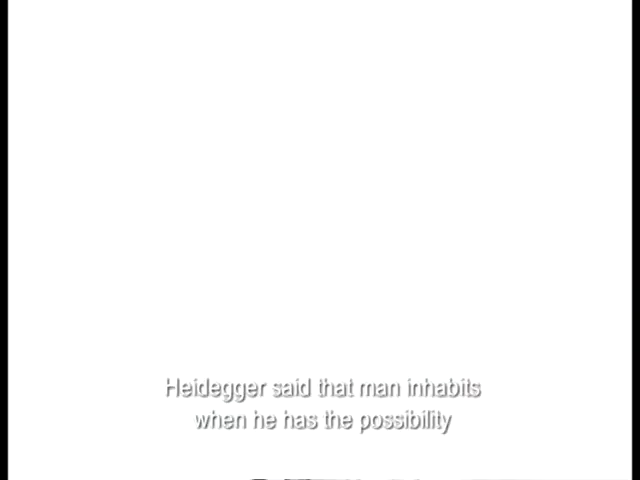 Heidegger said that man inhabits
when he has the possibility